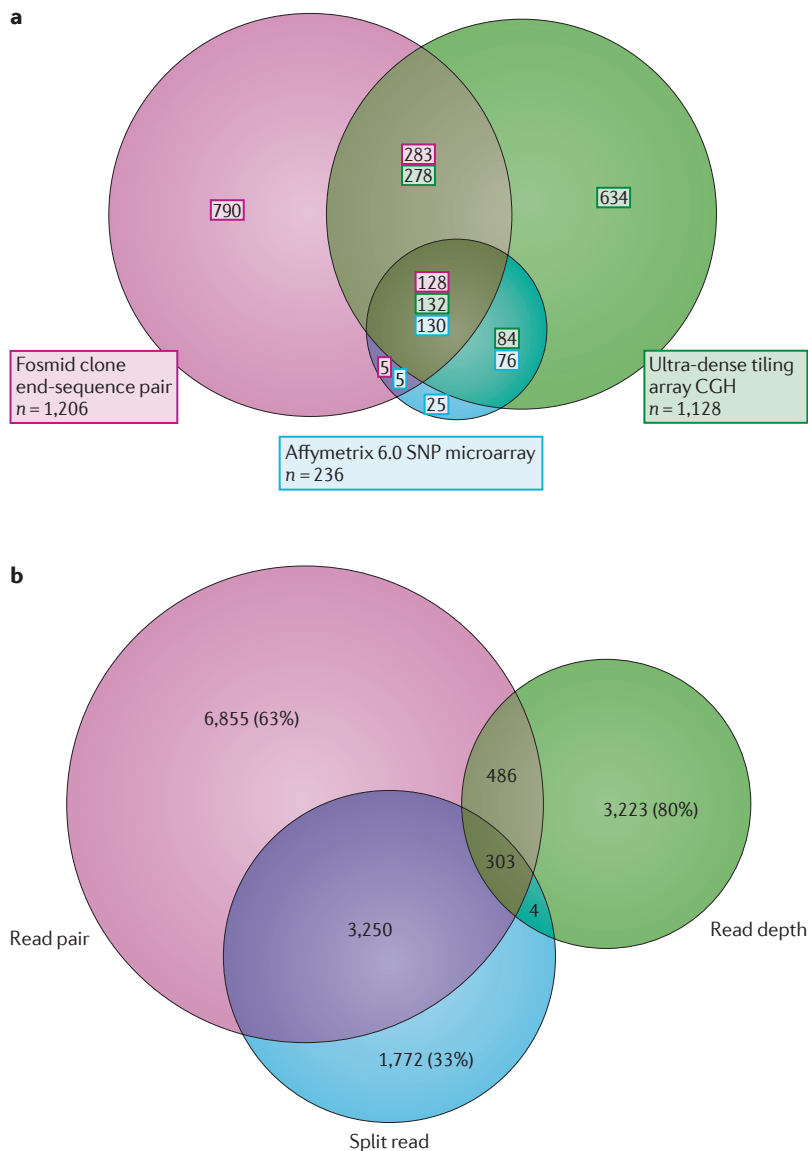 a
283
278
790
634
128
132
130
84
76
5
5
25
Fosmid clone
end-sequence pair
n = 1,206
Ultra-dense tiling
array CGH
n = 1,128
Affymetrix 6.0 SNP microarray
n = 236
b
6,855 (63%)
486
3,223 (80%)
303
4
3,250
Read pair
Read depth
1,772 (33%)
Split read